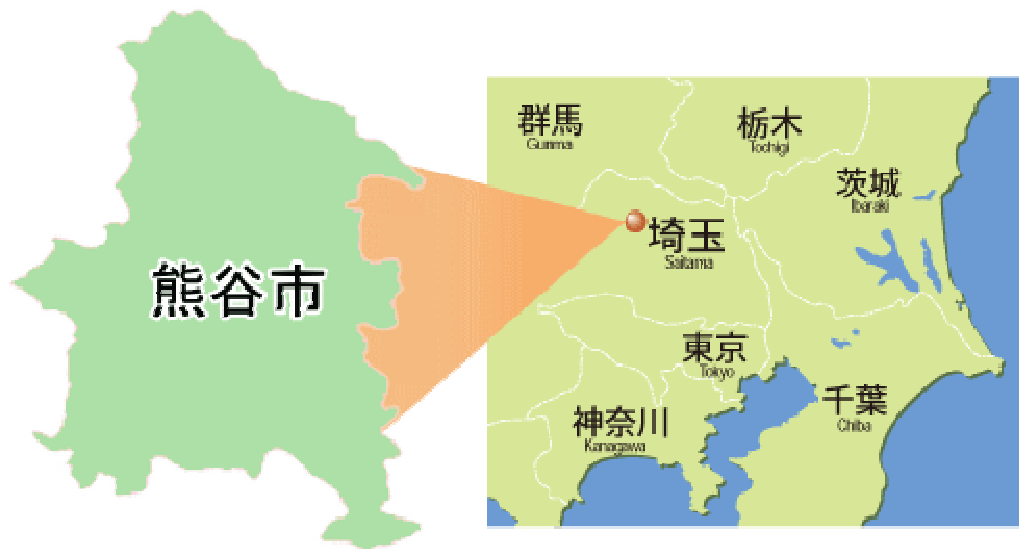 熊谷市
群馬
Gunma
栃木
Tochigi
茨城
Ibaraki
埼玉
Saitama
東京
Tokyo
千葉
Chiba
神奈川
Kanagawa